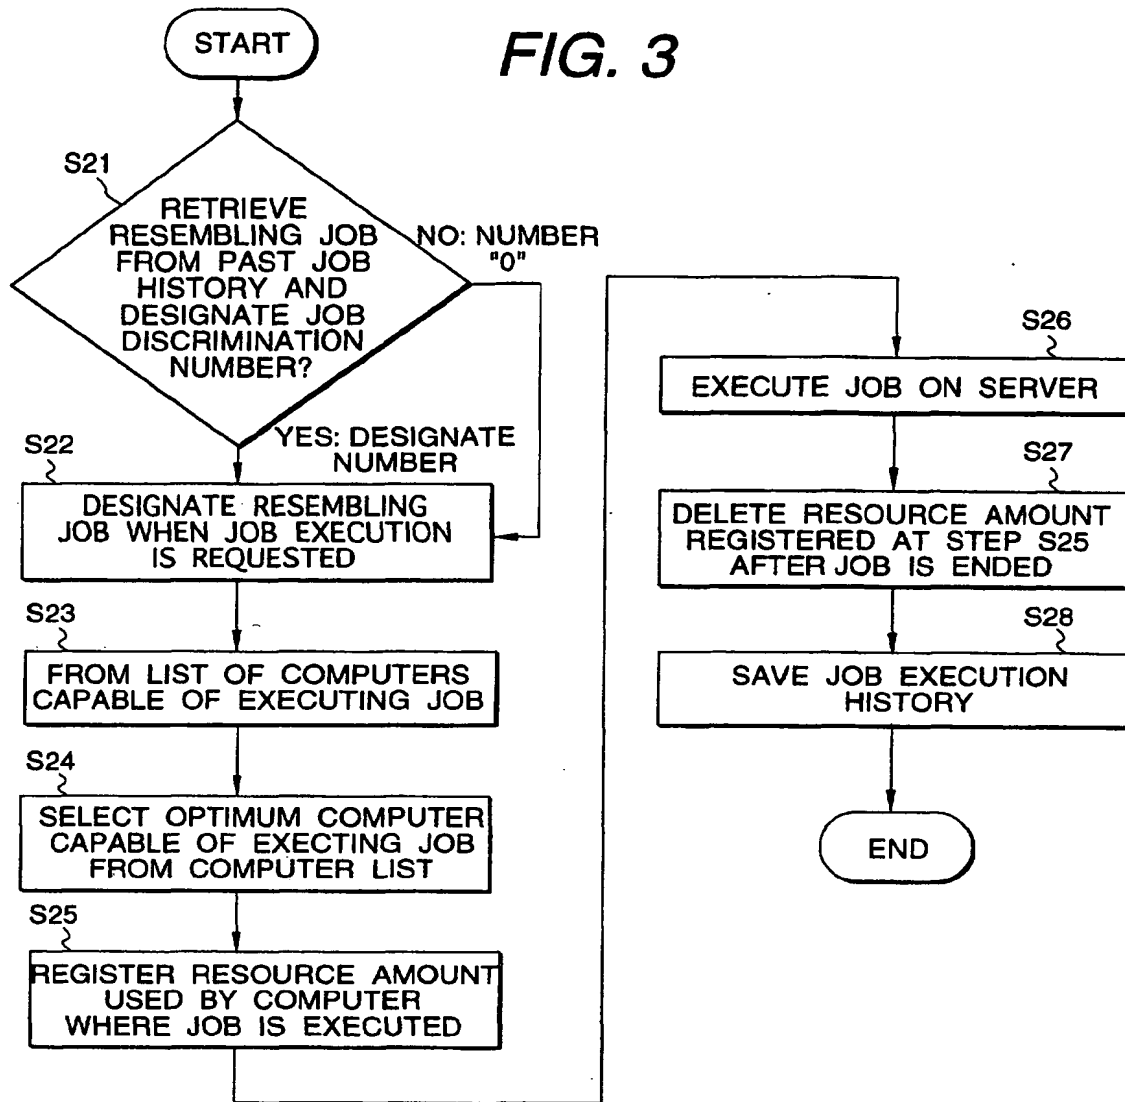 FIG. 3
START
S21
RETRIEVE
RESEMBLING JOB
FROM PAST JOB
HISTORY AND
DESIGNATE JOB
DISCRIMINATION
NUMBER?
NO: NUMBER
"0"
YES: DESIGNATE
NUMBER
S22
DESIGNATE RESEMBLING
JOB WHEN JOB EXECUTION
IS REQUESTED
S23
FROM LIST OF COMPUTERS
CAPABLE OF EXECUTING JOB
S24
SELECT OPTIMUM COMPUTER
CAPABLE OF EXECTING JOB
FROM COMPUTER LIST
S25
REGISTER RESOURCE AMOUNT
USED BY COMPUTER
WHERE JOB IS EXECUTED
S26
EXECUTE JOB ON SERVER
S27
DELETE RESOURCE AMOUNT
REGISTERED AT STEP S25
AFTER JOB IS ENDED
S28
SAVE JOB EXECUTION
HISTORY
END